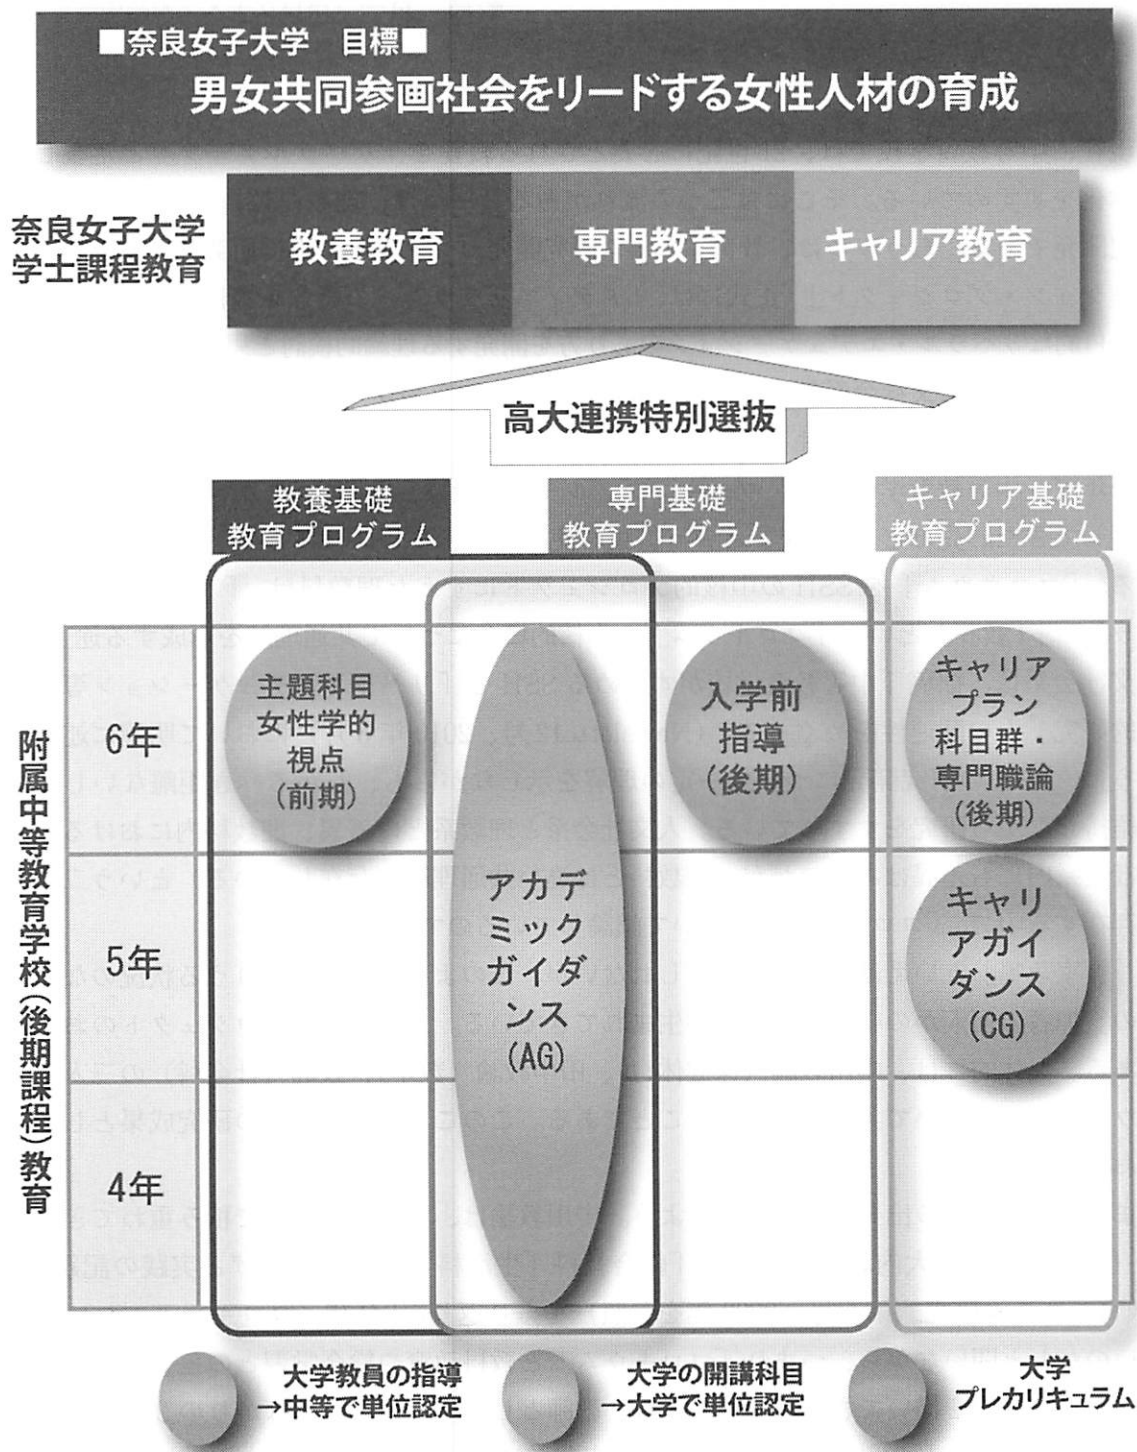 ■奈良女子大学　目標■
男女共同参画社会をリードする女性人材の育成
奈良女子大学
学士課程教育
教養教育
専門教育
キャリア教育
高大連携特別選抜
教養基礎
教育プログラム
専門基礎
教育プログラム
キャリア基礎
教育プログラム
附属中等教育学校(後期課程)教育
6年
主題科目
女性学的
視点
(前期)
入学前
指導
(後期)
キャリア
プラン
科目群・
専門職論
(後期)
5年
アカデ
ミック
ガイダ
ンス
(AG)
キャリ
アガイ
ダンス
(CG)
4年
大学教員の指導
→中等で単位認定
大学の開講科目
→大学で単位認定
大学
プレカリキュラム